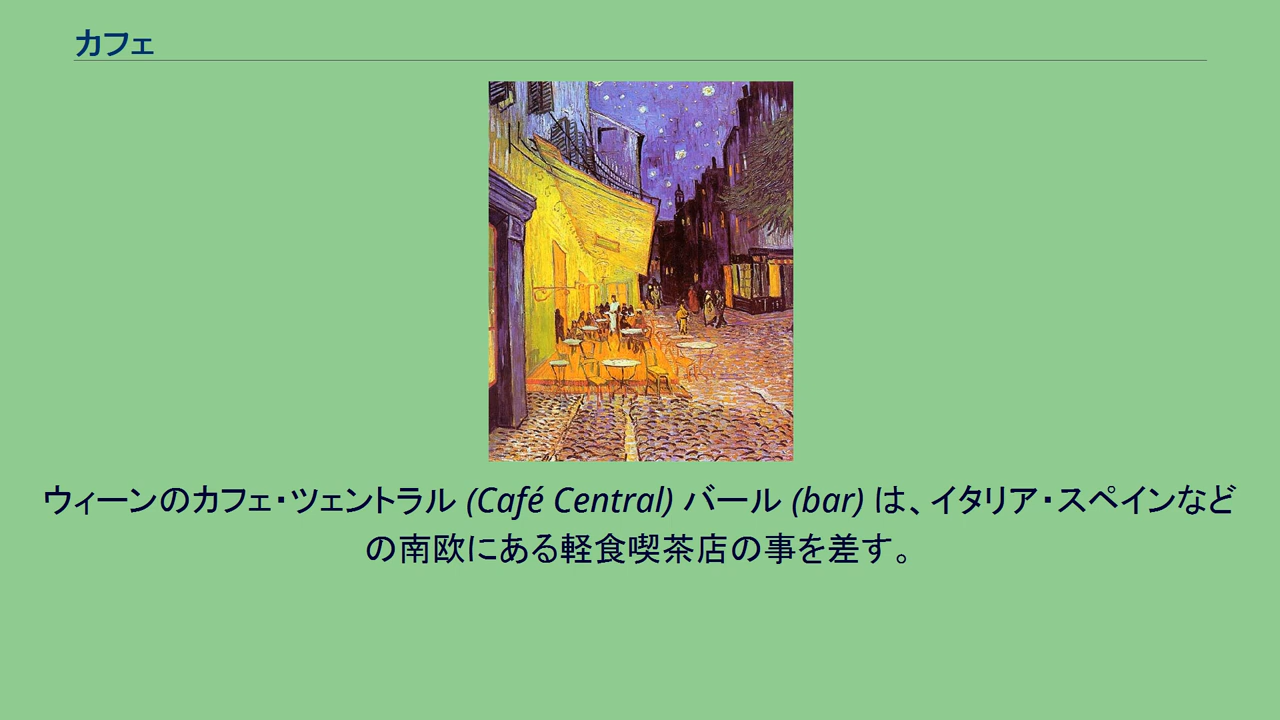 カフェ
ウィーンのカフェ・ツェントラル (Café Central) バール (bar) は、イタリア・スペインなど
の南欧にある軽食喫茶店の事を差す。